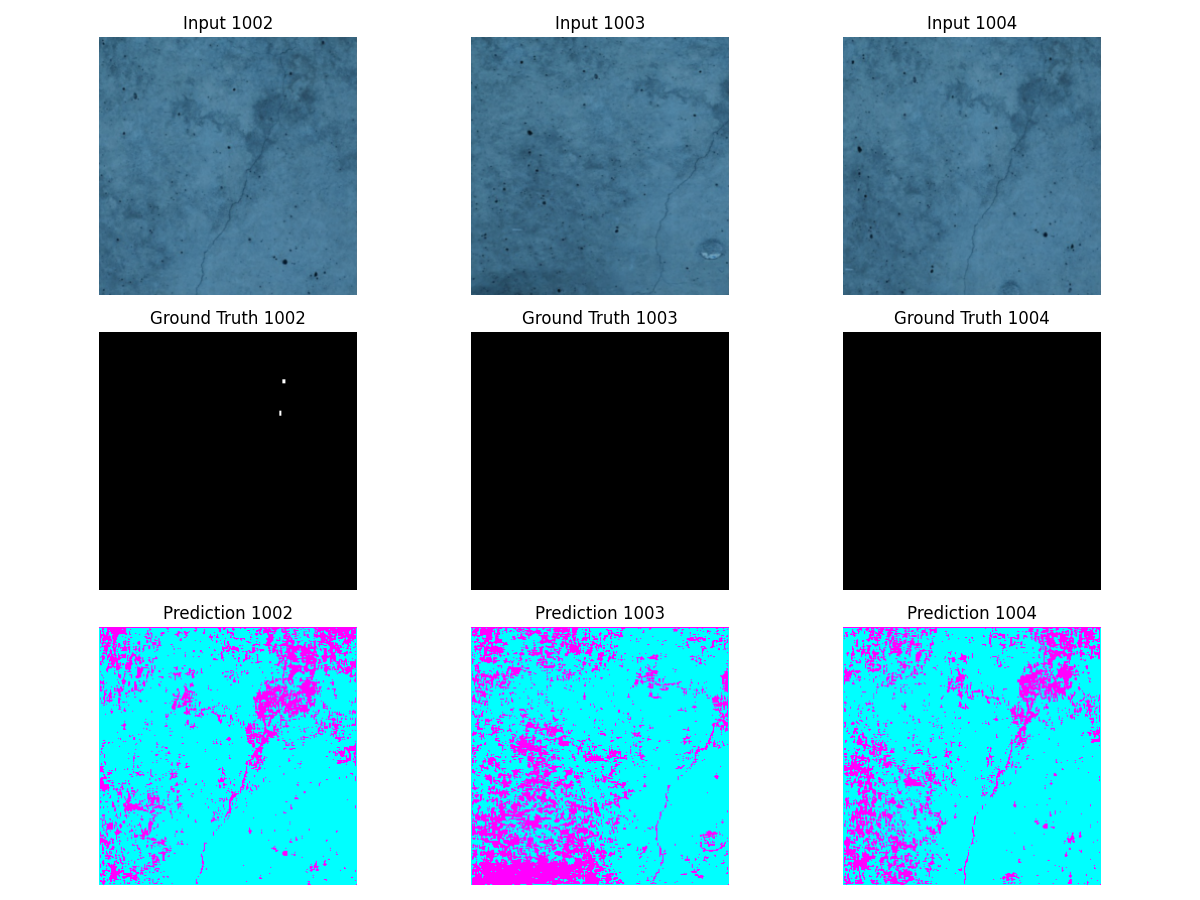 Input 1002
Input 1003
Input 1004
Ground Truth 1002
Ground Truth 1003
Ground Truth 1004
Prediction 1002
Prediction 1003
Prediction 1004